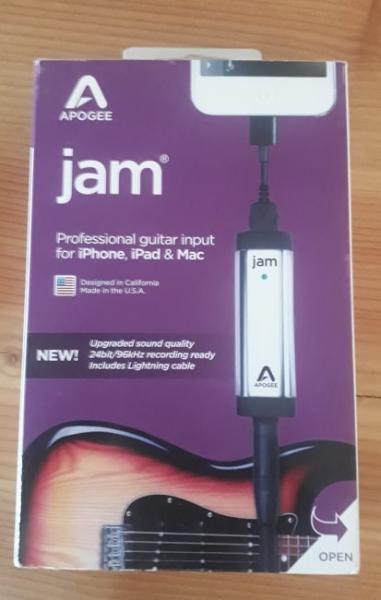 APOGEE
jam®
Professional guitar input
for iPhone, iPad & Mac
Designed in California
Made in the U.S.A.
NEW!
Upgraded sound quality
24bit/96kHz recording ready
Includes Lightning cable
jam
APOGEE
OPEN